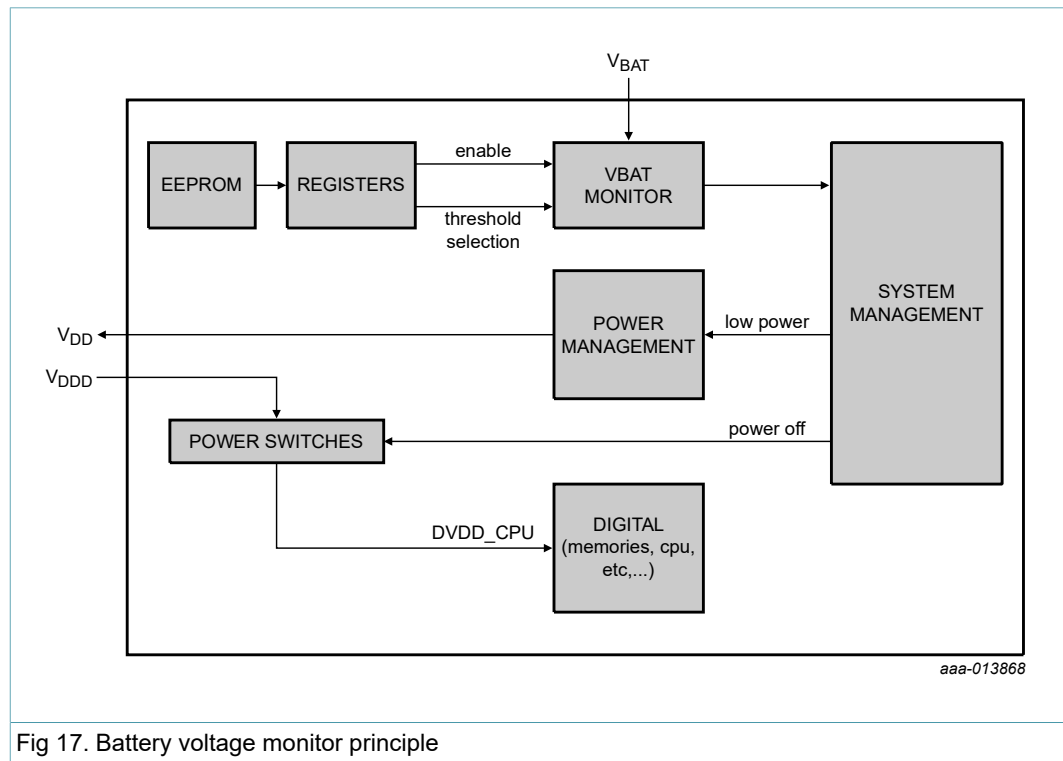 VBAT
EEPROM
REGISTERS
enable
threshold
selection
VBAT
MONITOR
SYSTEM
MANAGEMENT
VDD
POWER
MANAGEMENT
low power
VDDD
POWER SWITCHES
power off
DVDD_CPU
DIGITAL
(memories, cpu,
etc,...)
aaa-013868
Fig 17. Battery voltage monitor principle